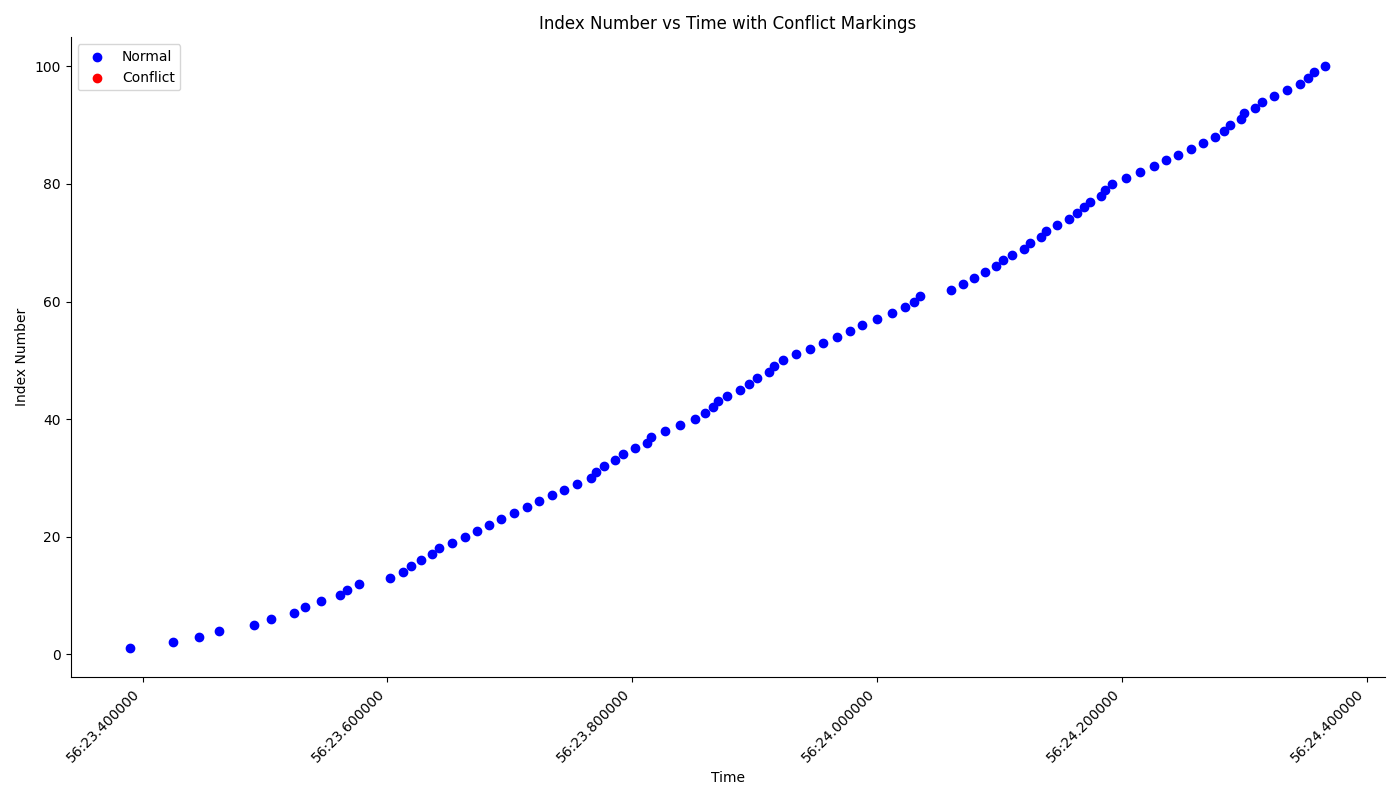 Index Number vs Time with Conflict Markings
Normal
Conflict
100
80
60
40
20
0
Index Number
56:23.400000
56:23.600000
56:23.800000
56:24.000000
56:24.200000
56:24.400000
Time